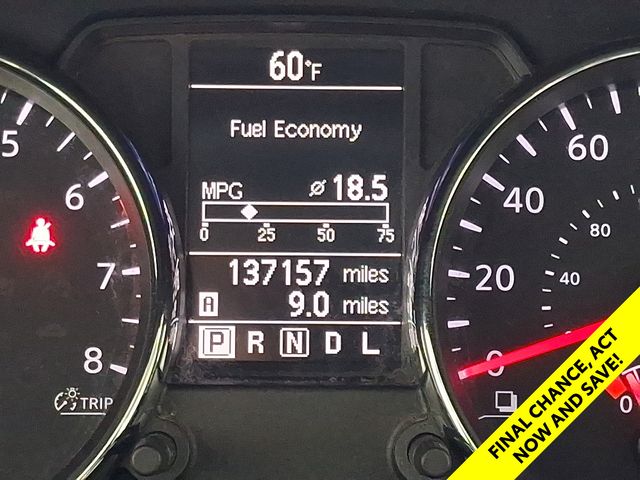 60°F
Fuel Economy
MPG ⌀ 18.5
0 25 50 75
137157 miles
A 9.0 miles
P R N D L
5
6
7
8
TRIP
60
40
80
20
40
0
0
FINAL CHANCE, ACT
NOW AND SAVE!